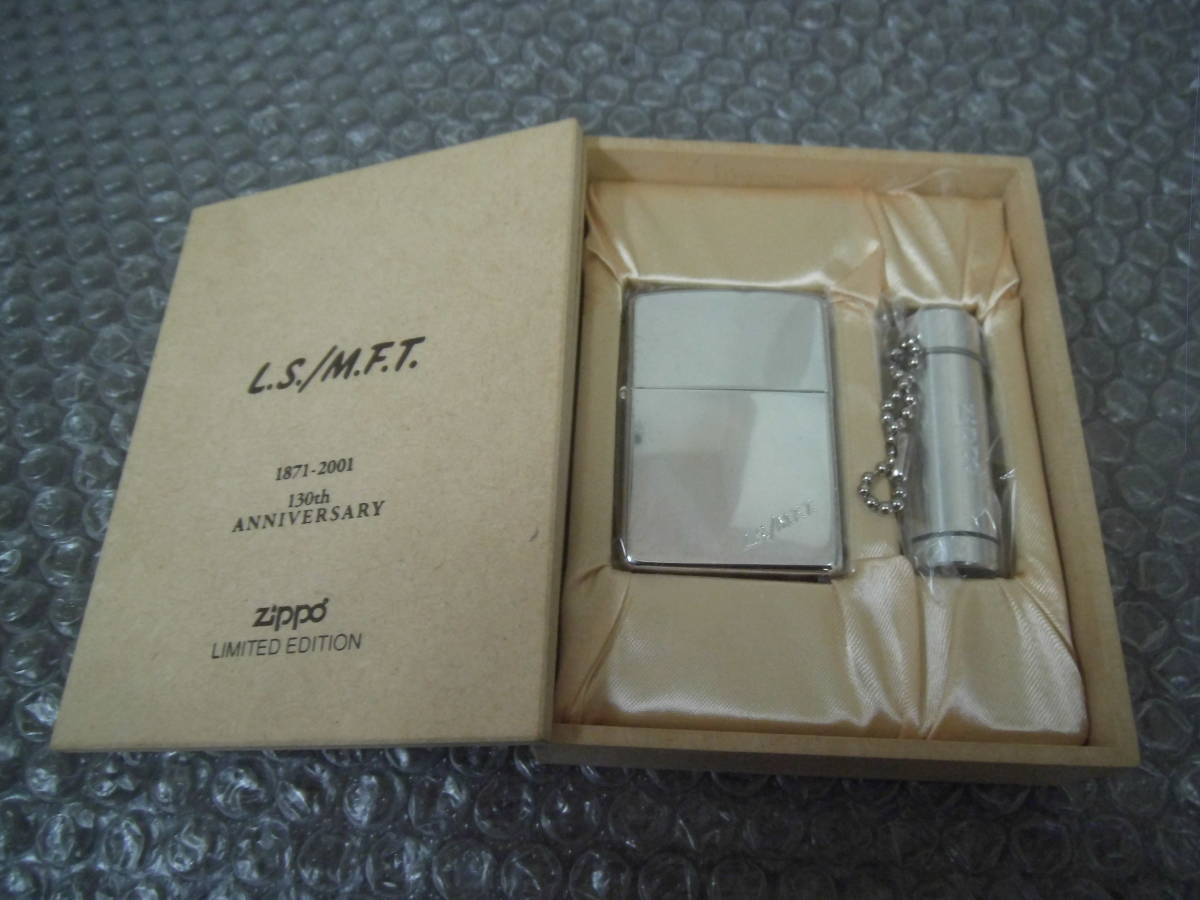 L.S./M.F.T.
1871-2001
130th
ANNIVERSARY
zippo
LIMITED EDITION
L.S./M.F.T.